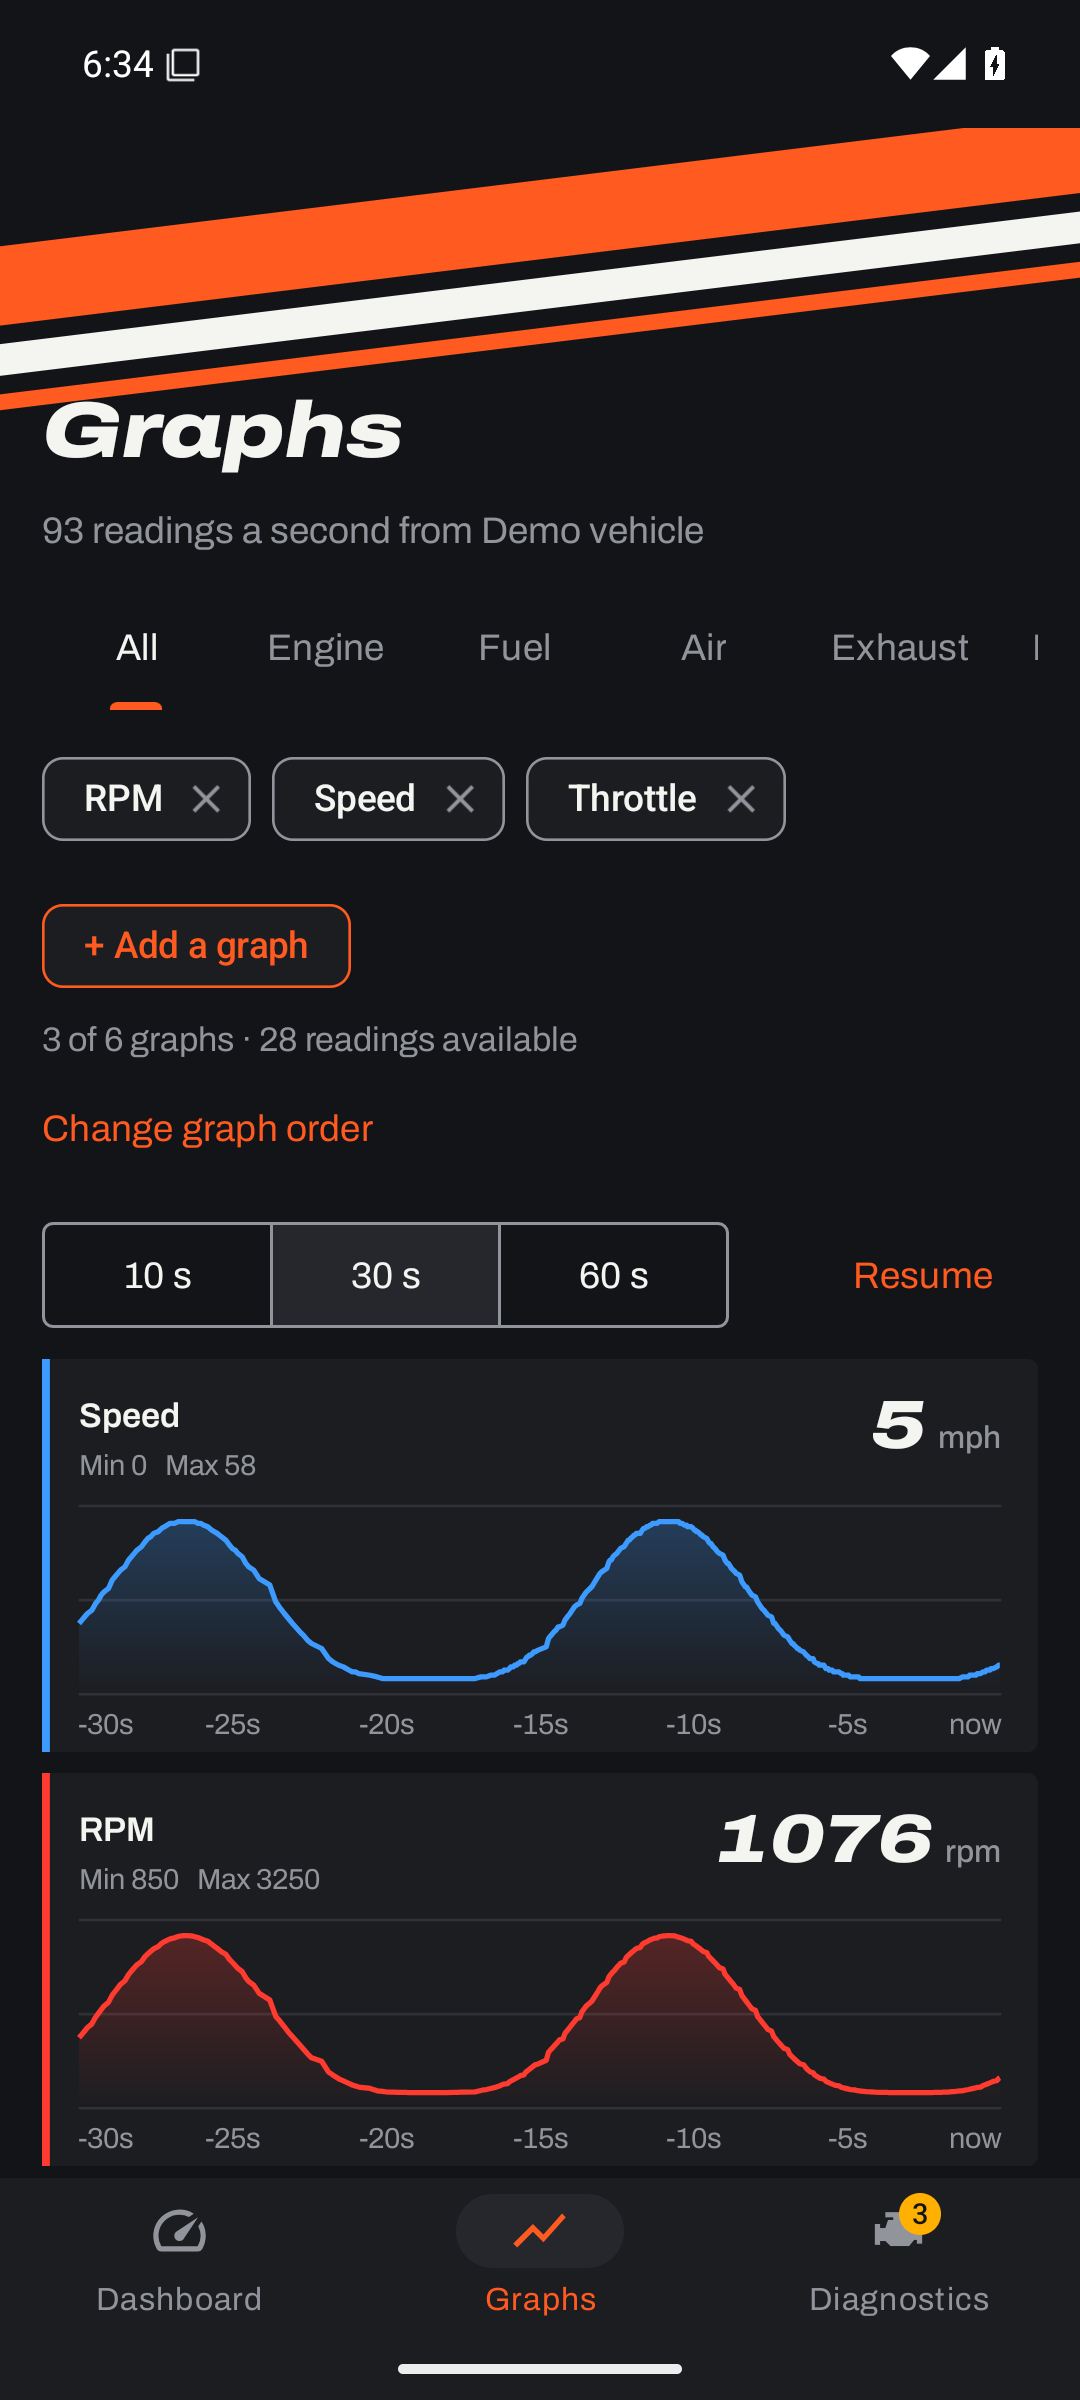 6:34
Graphs
93 readings a second from Demo vehicle
All Engine Fuel Air Exhaust
RPM Speed Throttle
+ Add a graph
3 of 6 graphs · 28 readings available
Change graph order
10 s 30 s 60 s Resume
Speed 5 mph
Min 0 Max 58
-30s -25s -20s -15s -10s -5s now
RPM 1076 rpm
Min 850 Max 3250
-30s -25s -20s -15s -10s -5s now
3
Dashboard Graphs Diagnostics